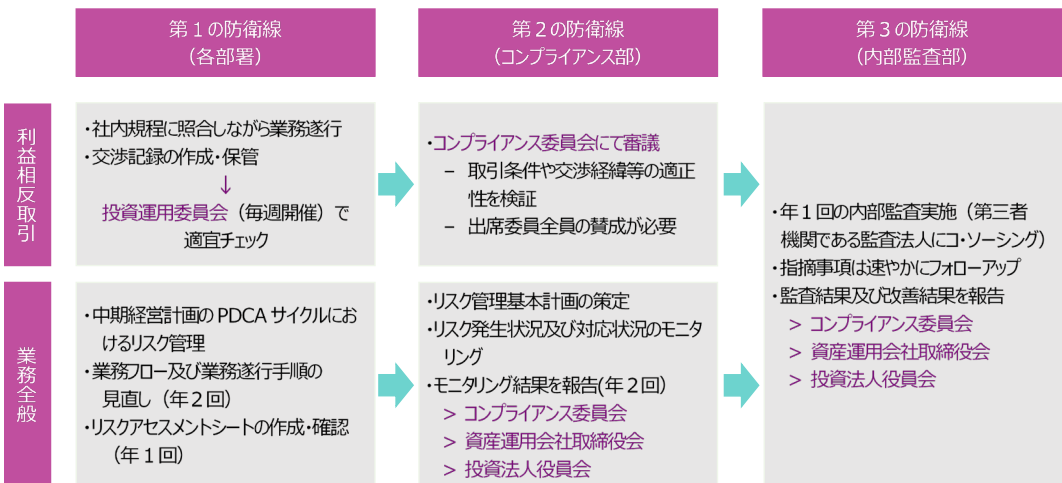 第1の防衛線
（各部署）
第2の防衛線
（コンプライアンス部）
第3の防衛線
（内部監査部）
利益相反取引
・社内規程に照合しながら業務遂行
・交渉記録の作成・保管
↓
投資運用委員会（毎週開催）で
適宜チェック
・コンプライアンス委員会にて審議
－ 取引条件や交渉経緯等の適正
性を検証
－ 出席委員全員の賛成が必要
業務全般
・中期経営計画の PDCA サイクルにお
けるリスク管理
・業務フロー及び業務遂行手順の
見直し（年2回）
・リスクアセスメントシートの作成・確認
（年1回）
・リスク管理基本計画の策定
・リスク発生状況及び対応状況のモニタ
リング
・モニタリング結果を報告(年2回)
＞ コンプライアンス委員会
＞ 資産運用会社取締役会
＞ 投資法人役員会
・年1回の内部監査実施（第三者
機関である監査法人にコ・ソーシング）
・指摘事項は速やかにフォローアップ
・監査結果及び改善結果を報告
＞ コンプライアンス委員会
＞ 資産運用会社取締役会
＞ 投資法人役員会